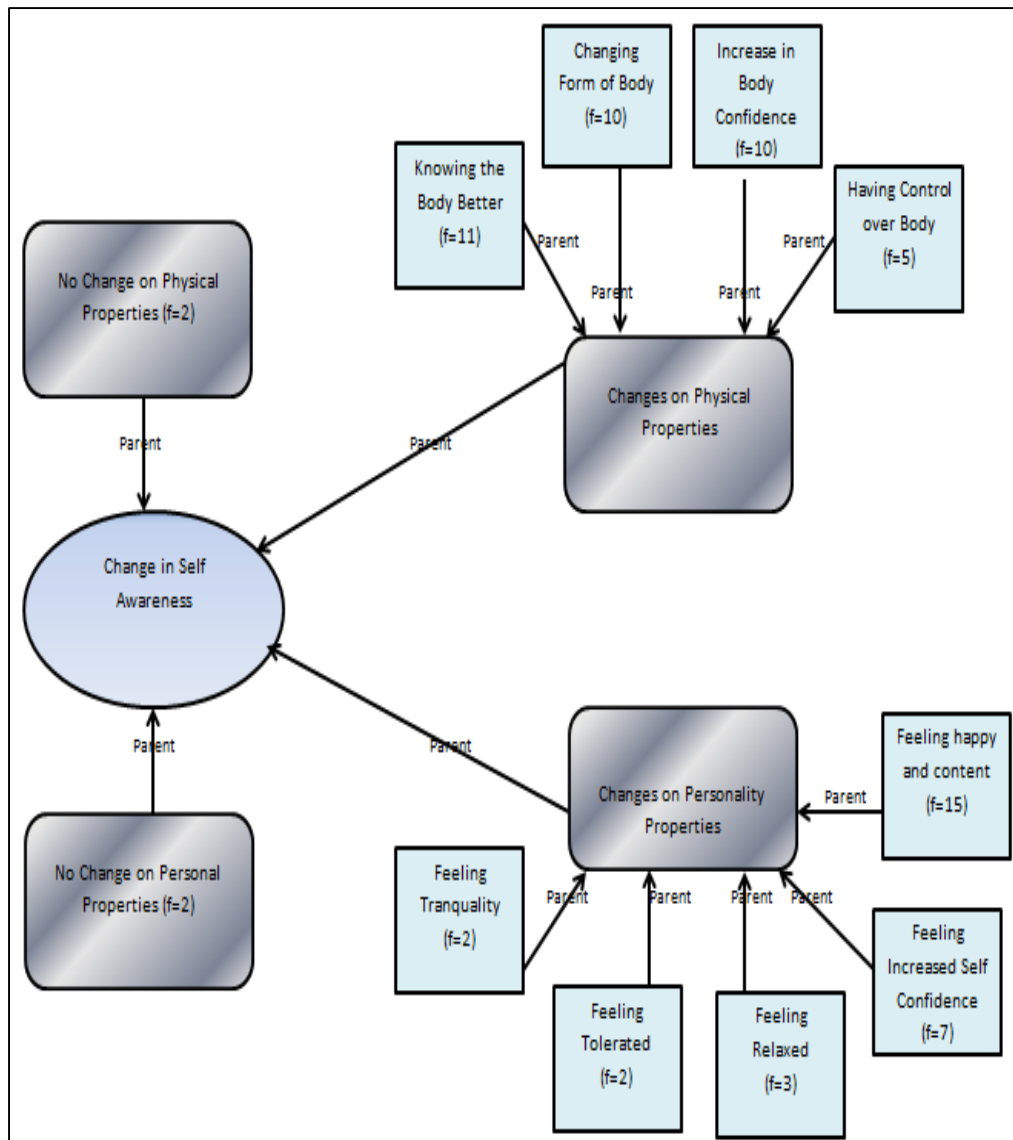 Changing
Form of Body
(f=10)
Increase in
Body
Confidence
(f=10)
Knowing the
Body Better
(f=11)
Having Control
over Body
(f=5)
Parent
Parent
Parent
Parent
No Change on Physical
Properties (f=2)
Changes on Physical
Properties
Parent
Parent
Change in Self
Awareness
Parent
Parent
Changes on Personality
Properties
Feeling happy
and content
(f=15)
Parent
No Change on Personal
Properties (f=2)
Feeling
Tranquality
(f=2)
Parent
Parent
Parent
Parent
Feeling
Tolerated
(f=2)
Feeling
Relaxed
(f=3)
Feeling
Increased Self
Confidence
(f=7)